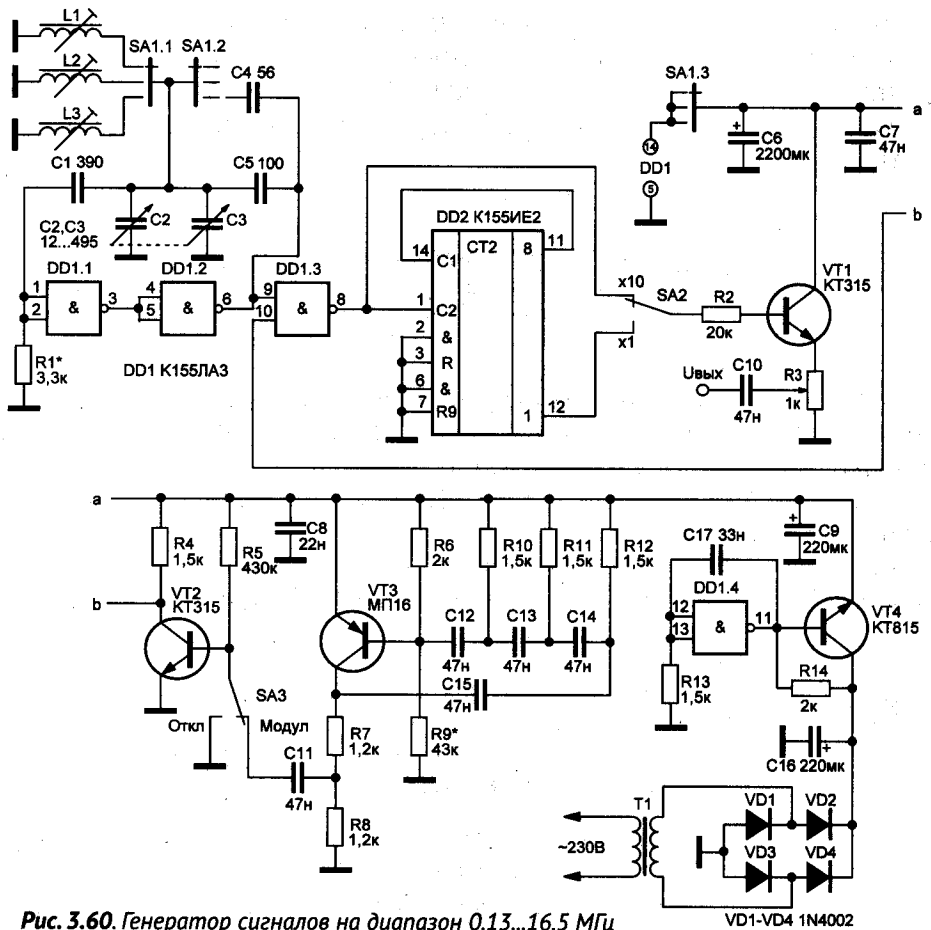 L1
SA1.1 SA1.2
L2
C4 56
SA1.3
a
L3
C6
2200мк
C7
47н
14
DD1
5
C1 390
C5 100
b
C2,C3
12...495
C2
C3
DD2 К155ИЕ2
14
C1
CT2
8
11
DD1.1
DD1.2
DD1.3
VT1
КТ315
x10
SA2
R2
20к
1
2
&
3
4
5
&
6
9
10
&
8
1
C2
2
&
3
R
6
&
7
R9
1
12
x1
R1*
3,3к
DD1 К155ЛА3
Uвых
C10
47н
R3
1к
a
R4
1,5к
R5
430к
C8
22н
R6
2к
R10
1,5к
R11
1,5к
R12
1,5к
C17 33н
C9
220мк
DD1.4
b
VT2
КТ315
VT3
МП16
12
13
&
11
VT4
КТ815
C12
47н
C13
47н
C14
47н
C15
47н
R13
1,5к
R14
2к
SA3
Откл
Модул
R7
1,2к
R9*
43к
C11
47н
C16 220мк
R8
1,2к
T1
VD1
VD2
~230В
VD3
VD4
VD1-VD4 1N4002
Рис. 3.60. Генератор сигналов на диапазон 0,13...16,5 МГц